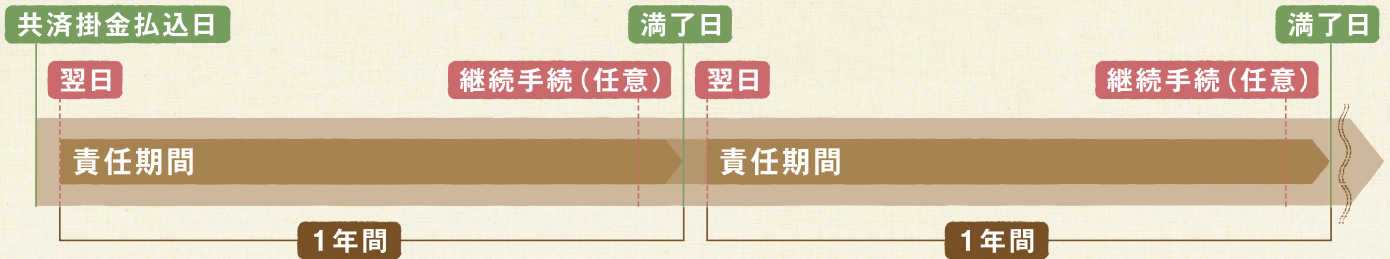 共済掛金払込日
満了日
満了日
翌日
継続手続（任意）
翌日
継続手続（任意）
責任期間
責任期間
1年間
1年間